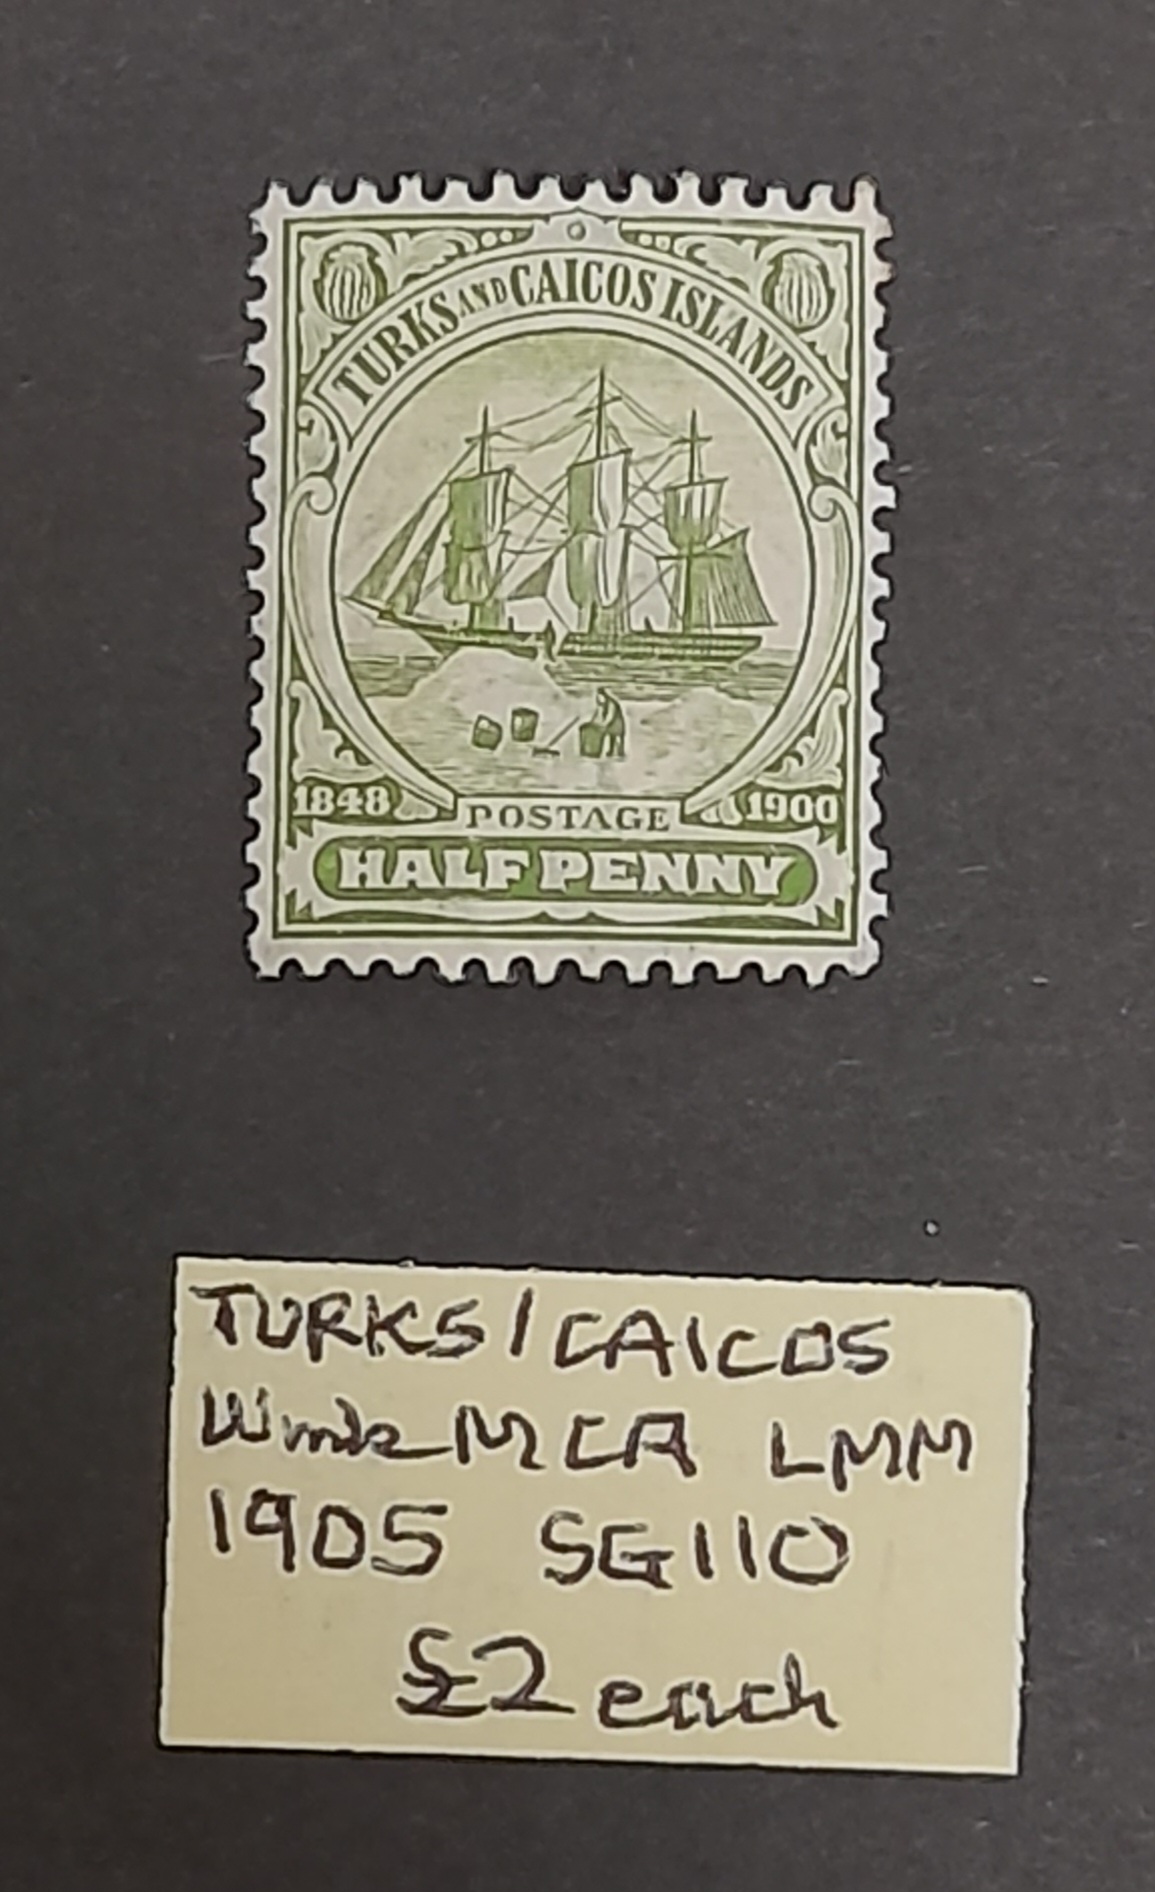 TURKS AND CAICOS ISLANDS
1848 POSTAGE 1900
HALF PENNY
TURKS/CAICOS
Wmk MCA LMM
1905 SG110
£2 each